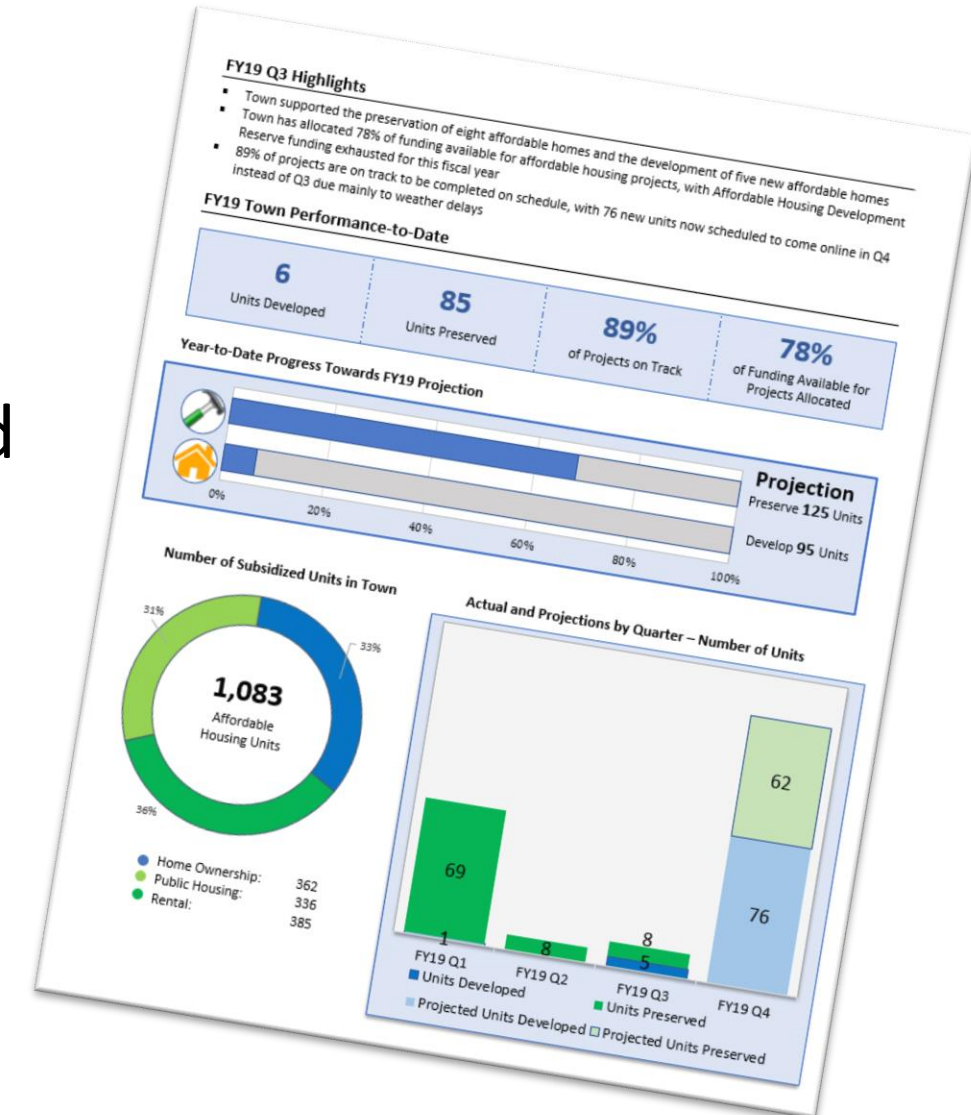 d
FY19 Q3 Highlights
▪ Town supported the preservation of eight affordable homes and the development of five new affordable homes
▪ Town has allocated 78% of funding available for affordable housing projects, with Affordable Housing Development
Reserve funding exhausted for this fiscal year
▪ 89% of projects are on track to be completed on schedule, with 76 new units now scheduled to come online in Q4
instead of Q3 due mainly to weather delays
FY19 Town Performance-to-Date
6
Units Developed
85
Units Preserved
89%
of Projects on Track
78%
of Funding Available for
Projects Allocated
Year-to-Date Progress Towards FY19 Projection
Projection
Preserve 125 Units
Develop 95 Units
0% 20% 40% 60% 80% 100%
Number of Subsidized Units in Town
31%
33%
36%
1,083
Affordable
Housing Units
Home Ownership: 362
Public Housing: 336
Rental: 385
Actual and Projections by Quarter – Number of Units
69
1
8
8
5
62
76
FY19 Q1 FY19 Q2 FY19 Q3 FY19 Q4
Units Developed Units Preserved
Projected Units Developed Projected Units Preserved